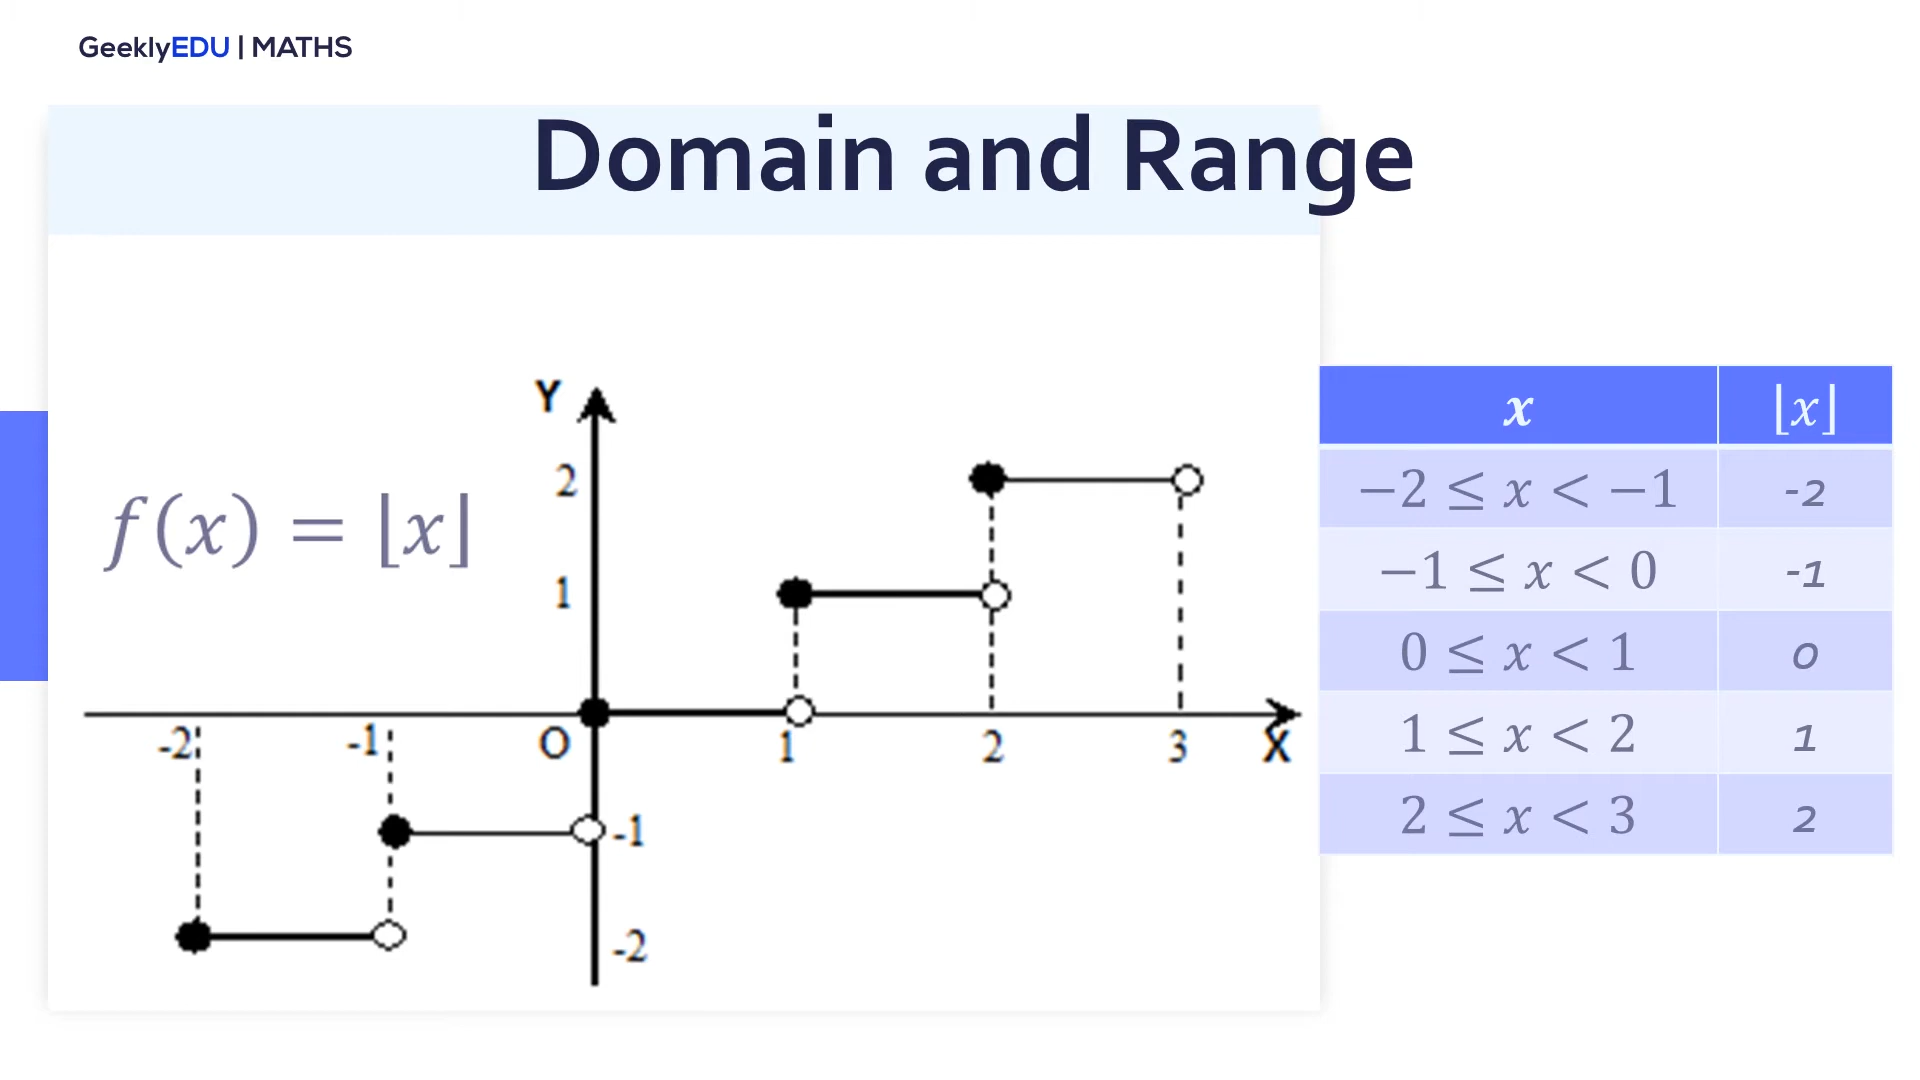 GeeklyEDU | MATHS
Domain and Range
f(x) = ⌊x⌋
Y
2
1
-2 -1 O 1 2 3 X
-1
-2
x ⌊x⌋
−2 ≤ x < −1 -2
−1 ≤ x < 0 -1
0 ≤ x < 1 0
1 ≤ x < 2 1
2 ≤ x < 3 2